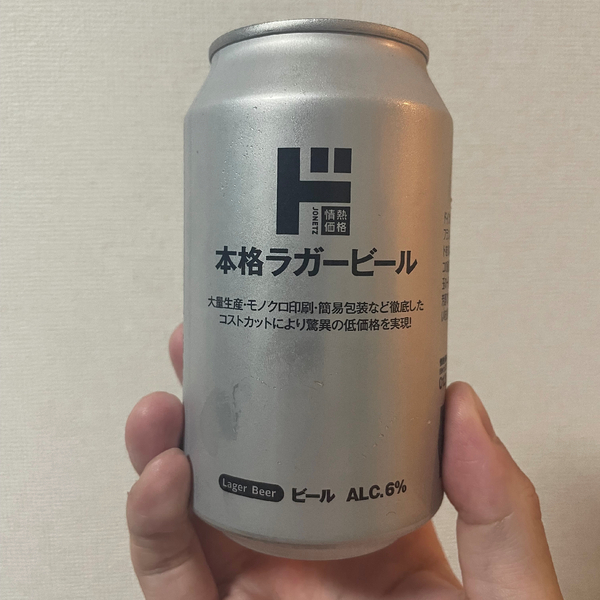 ド
JONETZ
情熱
価格
本格ラガービール
大量生産・モノクロ印刷・簡易包装など徹底した
コストカットにより驚異の低価格を実現!
Lager Beer ビール ALC.6%